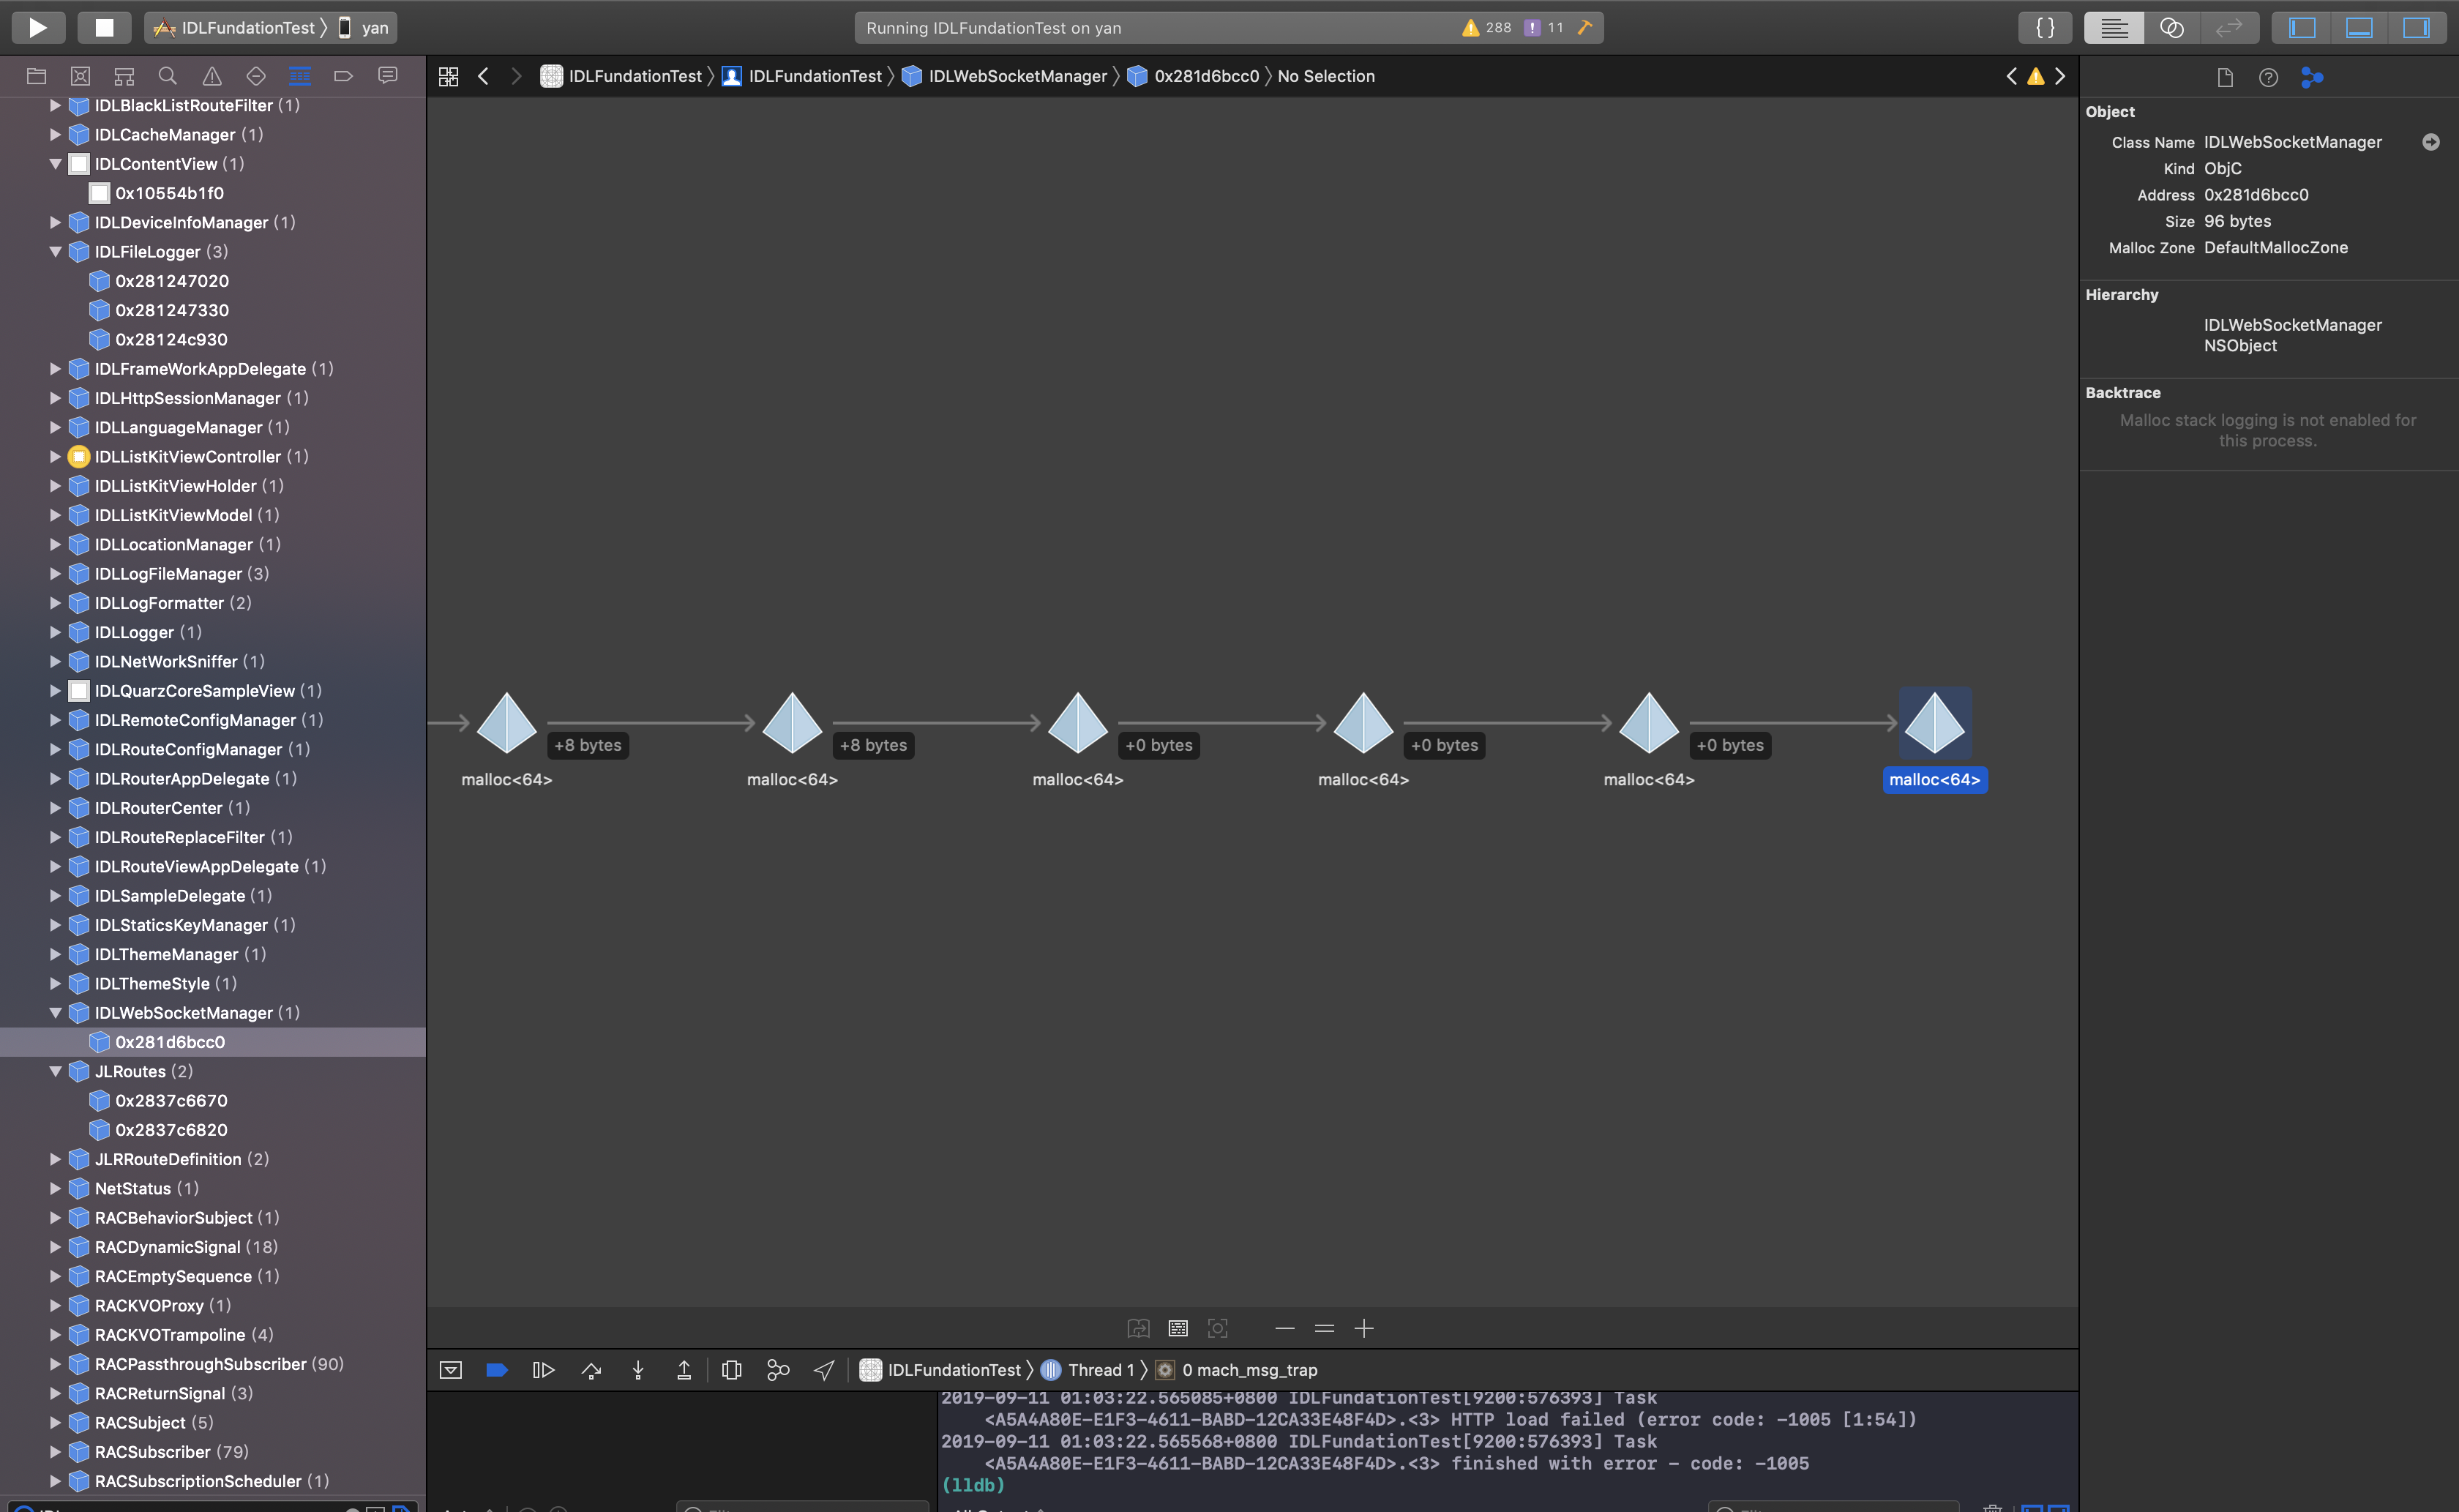 IDLFundationTest yan
Running IDLFundationTest on yan 288 11
IDLFundationTest IDLFundationTest IDLWebSocketManager 0x281d6bcc0 No Selection
IDLBlackListRouteFilter (1)
IDLCacheManager (1)
IDLContentView (1)
0x10554b1f0
IDLDeviceInfoManager (1)
IDLFileLogger (3)
0x281247020
0x281247330
0x28124c930
IDLFrameWorkAppDelegate (1)
IDLHttpSessionManager (1)
IDLLanguageManager (1)
IDLListKitViewController (1)
IDLListKitViewHolder (1)
IDLListKitViewModel (1)
IDLLocationManager (1)
IDLLogFileManager (3)
IDLLogFormatter (2)
IDLLogger (1)
IDLNetWorkSniffer (1)
IDLQuarzCoreSampleView (1)
IDLRemoteConfigManager (1)
IDLRouteConfigManager (1)
IDLRouterAppDelegate (1)
IDLRouterCenter (1)
IDLRouteReplaceFilter (1)
IDLRouteViewAppDelegate (1)
IDLSampleDelegate (1)
IDLStaticsKeyManager (1)
IDLThemeManager (1)
IDLThemeStyle (1)
IDLWebSocketManager (1)
0x281d6bcc0
JLRoutes (2)
0x2837c6670
0x2837c6820
JLRRouteDefinition (2)
NetStatus (1)
RACBehaviorSubject (1)
RACDynamicSignal (18)
RACEmptySequence (1)
RACKVOProxy (1)
RACKVOTrampoline (4)
RACPassthroughSubscriber (90)
RACReturnSignal (3)
RACSubject (5)
RACSubscriber (79)
RACSubscriptionScheduler (1)
+8 bytes +8 bytes +0 bytes +0 bytes +0 bytes
malloc<64> malloc<64> malloc<64> malloc<64> malloc<64> malloc<64>
IDLFundationTest Thread 1 0 mach_msg_trap
2019-09-11 01:03:22.565085+0800 IDLFundationTest[9200:576393] Task
<A5A4A80E-E1F3-4611-BABD-12CA33E48F4D>.<3> HTTP load failed (error code: -1005 [1:54])
2019-09-11 01:03:22.565568+0800 IDLFundationTest[9200:576393] Task
<A5A4A80E-E1F3-4611-BABD-12CA33E48F4D>.<3> finished with error - code: -1005
(lldb)
Object
Class Name IDLWebSocketManager
Kind ObjC
Address 0x281d6bcc0
Size 96 bytes
Malloc Zone DefaultMallocZone
Hierarchy
IDLWebSocketManager
NSObject
Backtrace
Malloc stack logging is not enabled for
this process.